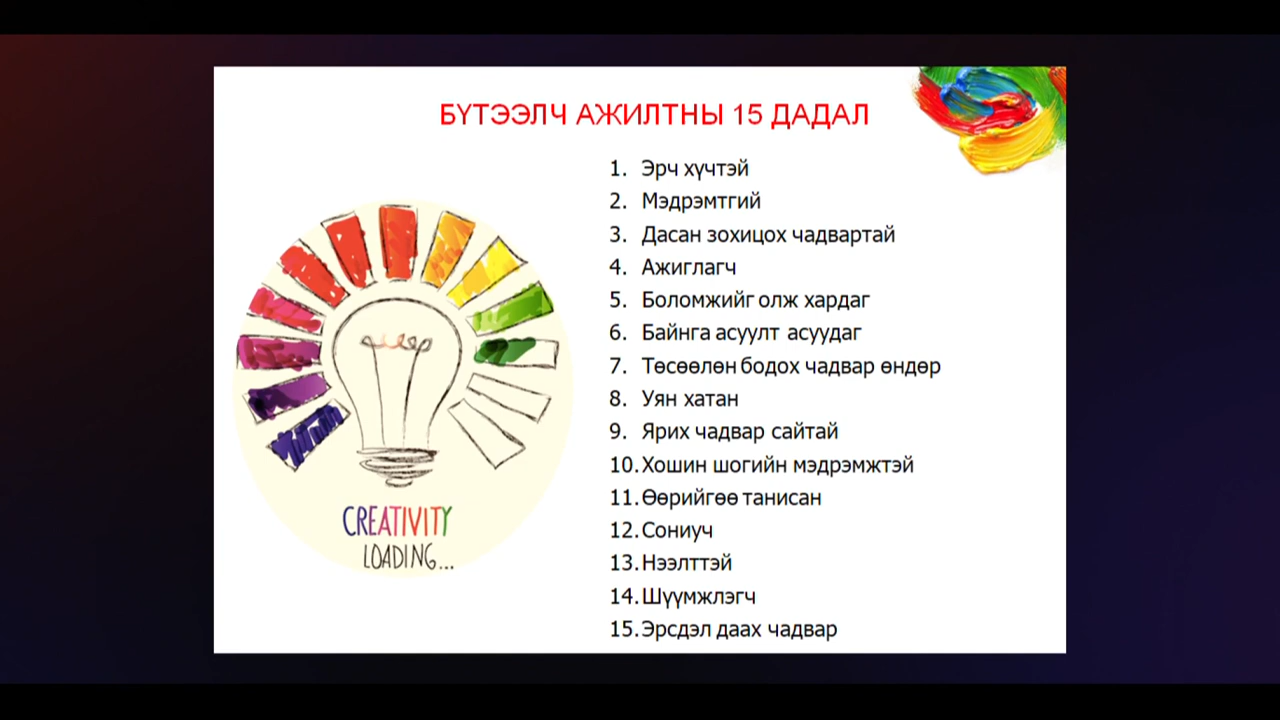 БҮТЭЭЛЧ АЖИЛТНЫ 15 ДАДАЛ
1. Эрч хүчтэй
2. Мэдрэмтгий
3. Дасан зохицох чадвартай
4. Ажиглагч
5. Боломжийг олж хардаг
6. Байнга асуулт асуудаг
7. Төсөөлөн бодох чадвар өндөр
8. Уян хатан
9. Ярих чадвар сайтай
10. Хошин шогийн мэдрэмжтэй
11. Өөрийгөө танисан
12. Сониуч
13. Нээлттэй
14. Шүүмжлэгч
15. Эрсдэл даах чадвар
CREATIVITY
LOADING...